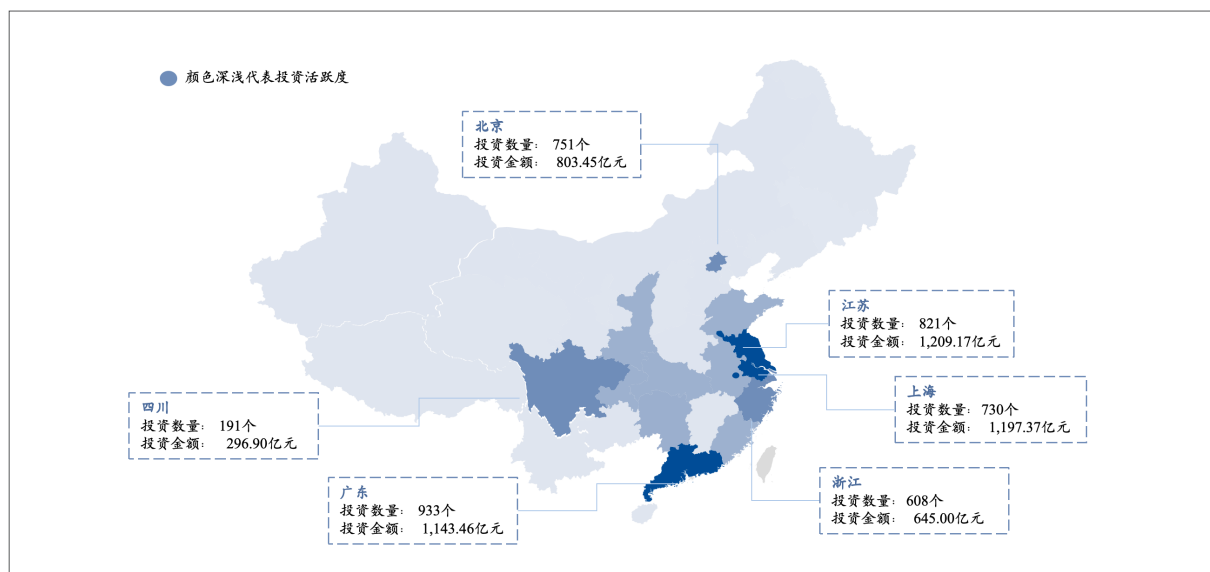 颜色深浅代表投资活跃度
北京
投资数量： 751个
投资金额： 803.45亿元
江苏
投资数量： 821个
投资金额： 1,209.17亿元
上海
投资数量： 730个
投资金额： 1,197.37亿元
四川
投资数量： 191个
投资金额： 296.90亿元
广东
投资数量： 933个
投资金额： 1,143.46亿元
浙江
投资数量： 608个
投资金额： 645.00亿元